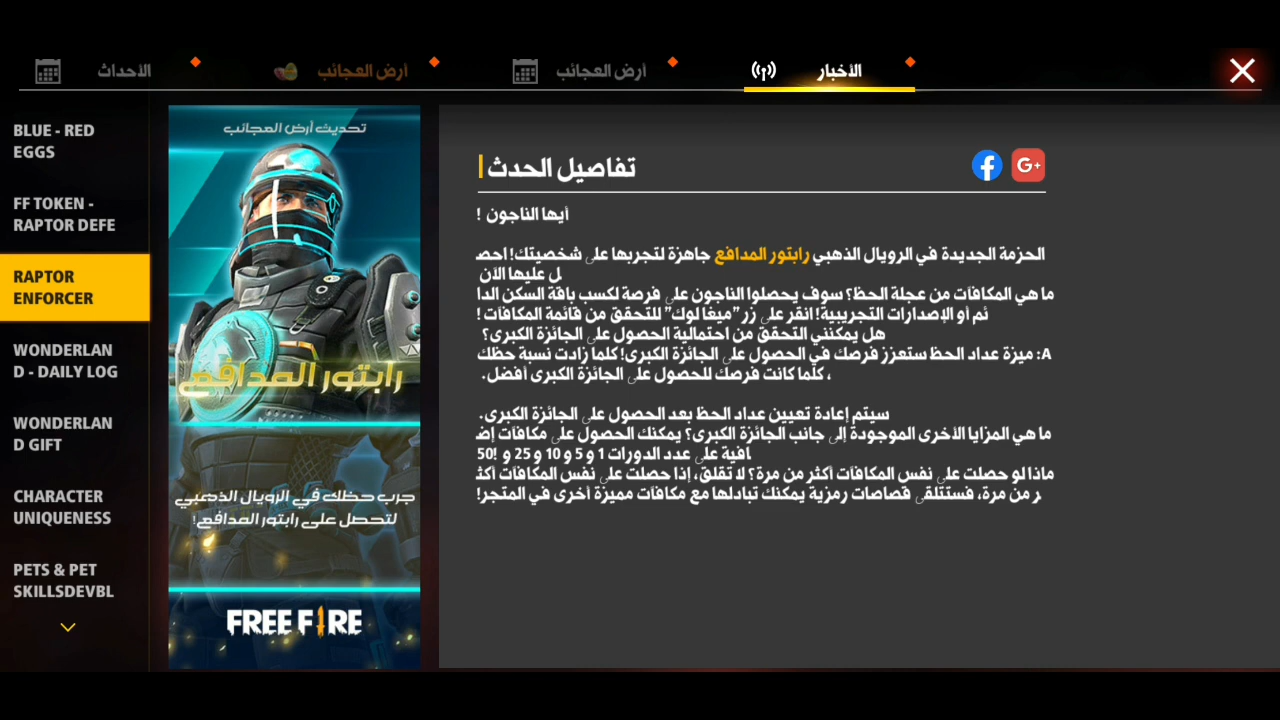 الأحداث
أرض العجائب
أرض العجائب
الأخبار
BLUE - RED
EGGS
FF TOKEN -
RAPTOR DEFE
RAPTOR
ENFORCER
WONDERLAN
D - DAILY LOG
WONDERLAN
D GIFT
CHARACTER
UNIQUENESS
PETS & PET
SKILLSDEVBL
تحديث أرض العجائب
رابتور المدافع
جرب حظك في الرويال الذهبي
لتحصل على رابتور المدافع!
FREE FIRE
تفاصيل الحدث
G+
أيها الناجون !
الحزمة الجديدة في الرويال الذهبي رابتور المدافع جاهزة لتجربها على شخصيتك! احص
ل عليها الآن
ما هي المكافآت من عجلة الحظ؟ سوف يحصلوا الناجون على فرصة لكسب باقة السكن الدا
ئم أو الإصدارات التجريبية! انقر على زر "ميغا لوك" للتحقق من قائمة المكافآت !
هل يمكنني التحقق من احتمالية الحصول على الجائزة الكبرى؟
A: ميزة عداد الحظ ستعزز فرصك في الحصول على الجائزة الكبرى! كلما زادت نسبة حظك
، كلما كانت فرصك للحصول على الجائزة الكبرى أفضل.
سيتم إعادة تعيين عداد الحظ بعد الحصول على الجائزة الكبرى.
ما هي المزايا الأخرى الموجودة إلى جانب الجائزة الكبرى؟ يمكنك الحصول على مكافآت إض
افية على عدد الدورات 1 و 5 و 10 و 25 و 50!
ماذا لو حصلت على نفس المكافآت أكثر من مرة؟ لا تقلق، إذا حصلت على نفس المكافآت أكث
ر من مرة، فستتلقى قصاصات رمزية يمكنك تبادلها مع مكافآت مميزة أخرى في المتجر!